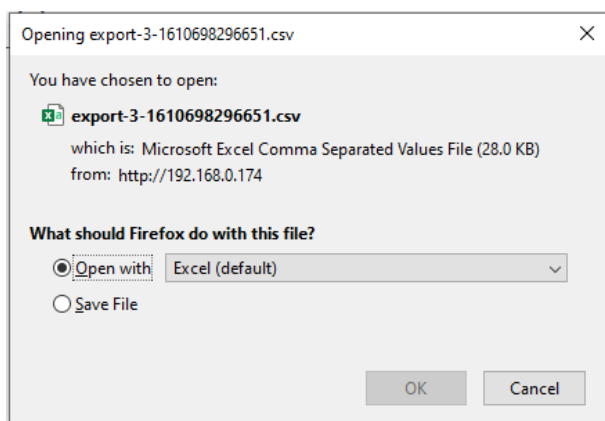 Opening export-3-1610698296651.csv
You have chosen to open:
export-3-1610698296651.csv
which is: Microsoft Excel Comma Separated Values File (28.0 KB)
from: http://192.168.0.174
What should Firefox do with this file?
Open with Excel (default)
Save File
OK Cancel